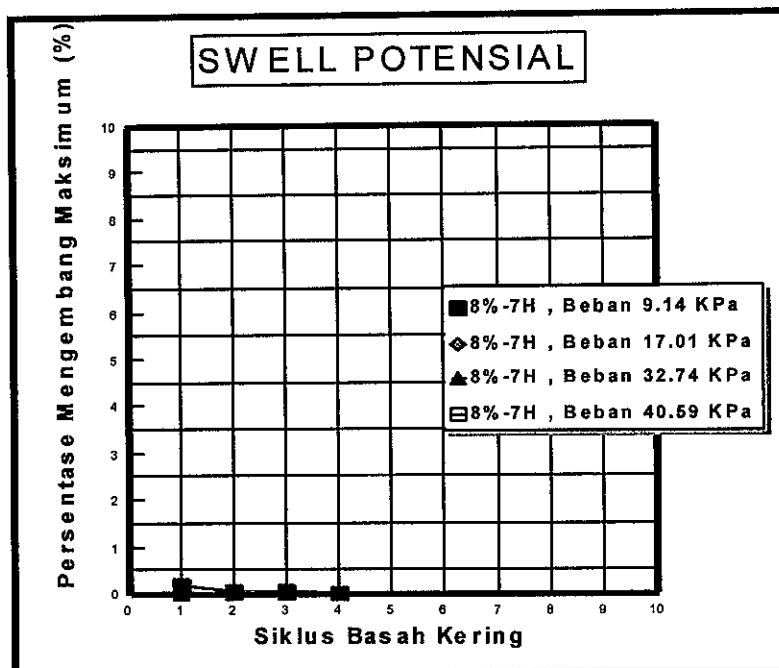 SWELL POTENSIAL
Persentase Mengembang Maksimum (%)
10
9
8
7
6
5
4
3
2
1
0
0 1 2 3 4 5 6 7 8 9 10
Siklus Basah Kering
8%-7H , Beban 9.14 KPa
8%-7H , Beban 17.01 KPa
8%-7H , Beban 32.74 KPa
8%-7H , Beban 40.59 KPa